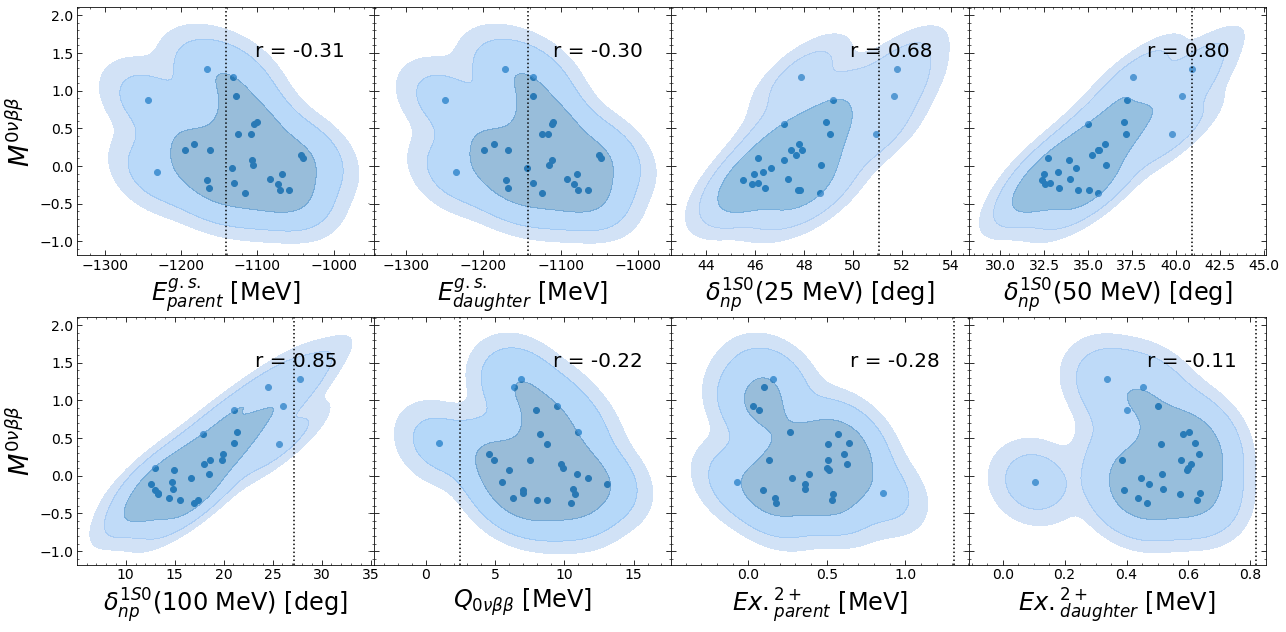 2.0
1.5
1.0
0.5
0.0
−0.5
−1.0
M^{0νββ}
r = -0.31
r = -0.30
r = 0.68
r = 0.80
−1300 −1200 −1100 −1000
−1300 −1200 −1100 −1000
44 46 48 50 52 54
30.0 32.5 35.0 37.5 40.0 42.5 45.0
E^{g.s.}_{parent} [MeV]
E^{g.s.}_{daughter} [MeV]
δ^{1S0}_{np}(25 MeV) [deg]
δ^{1S0}_{np}(50 MeV) [deg]
2.0
1.5
1.0
0.5
0.0
−0.5
−1.0
M^{0νββ}
r = 0.85
r = -0.22
r = -0.28
r = -0.11
10 15 20 25 30 35
0 5 10 15
0.0 0.5 1.0
0.0 0.2 0.4 0.6 0.8
δ^{1S0}_{np}(100 MeV) [deg]
Q_{0νββ} [MeV]
Ex.^{2+}_{parent} [MeV]
Ex.^{2+}_{daughter} [MeV]